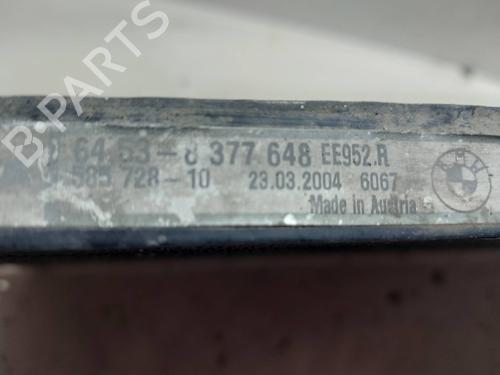 B-PARTS
64.53-8 377 648 EE952.R
585 728-10 23.03.2004 6067
Made in Austria
BMW